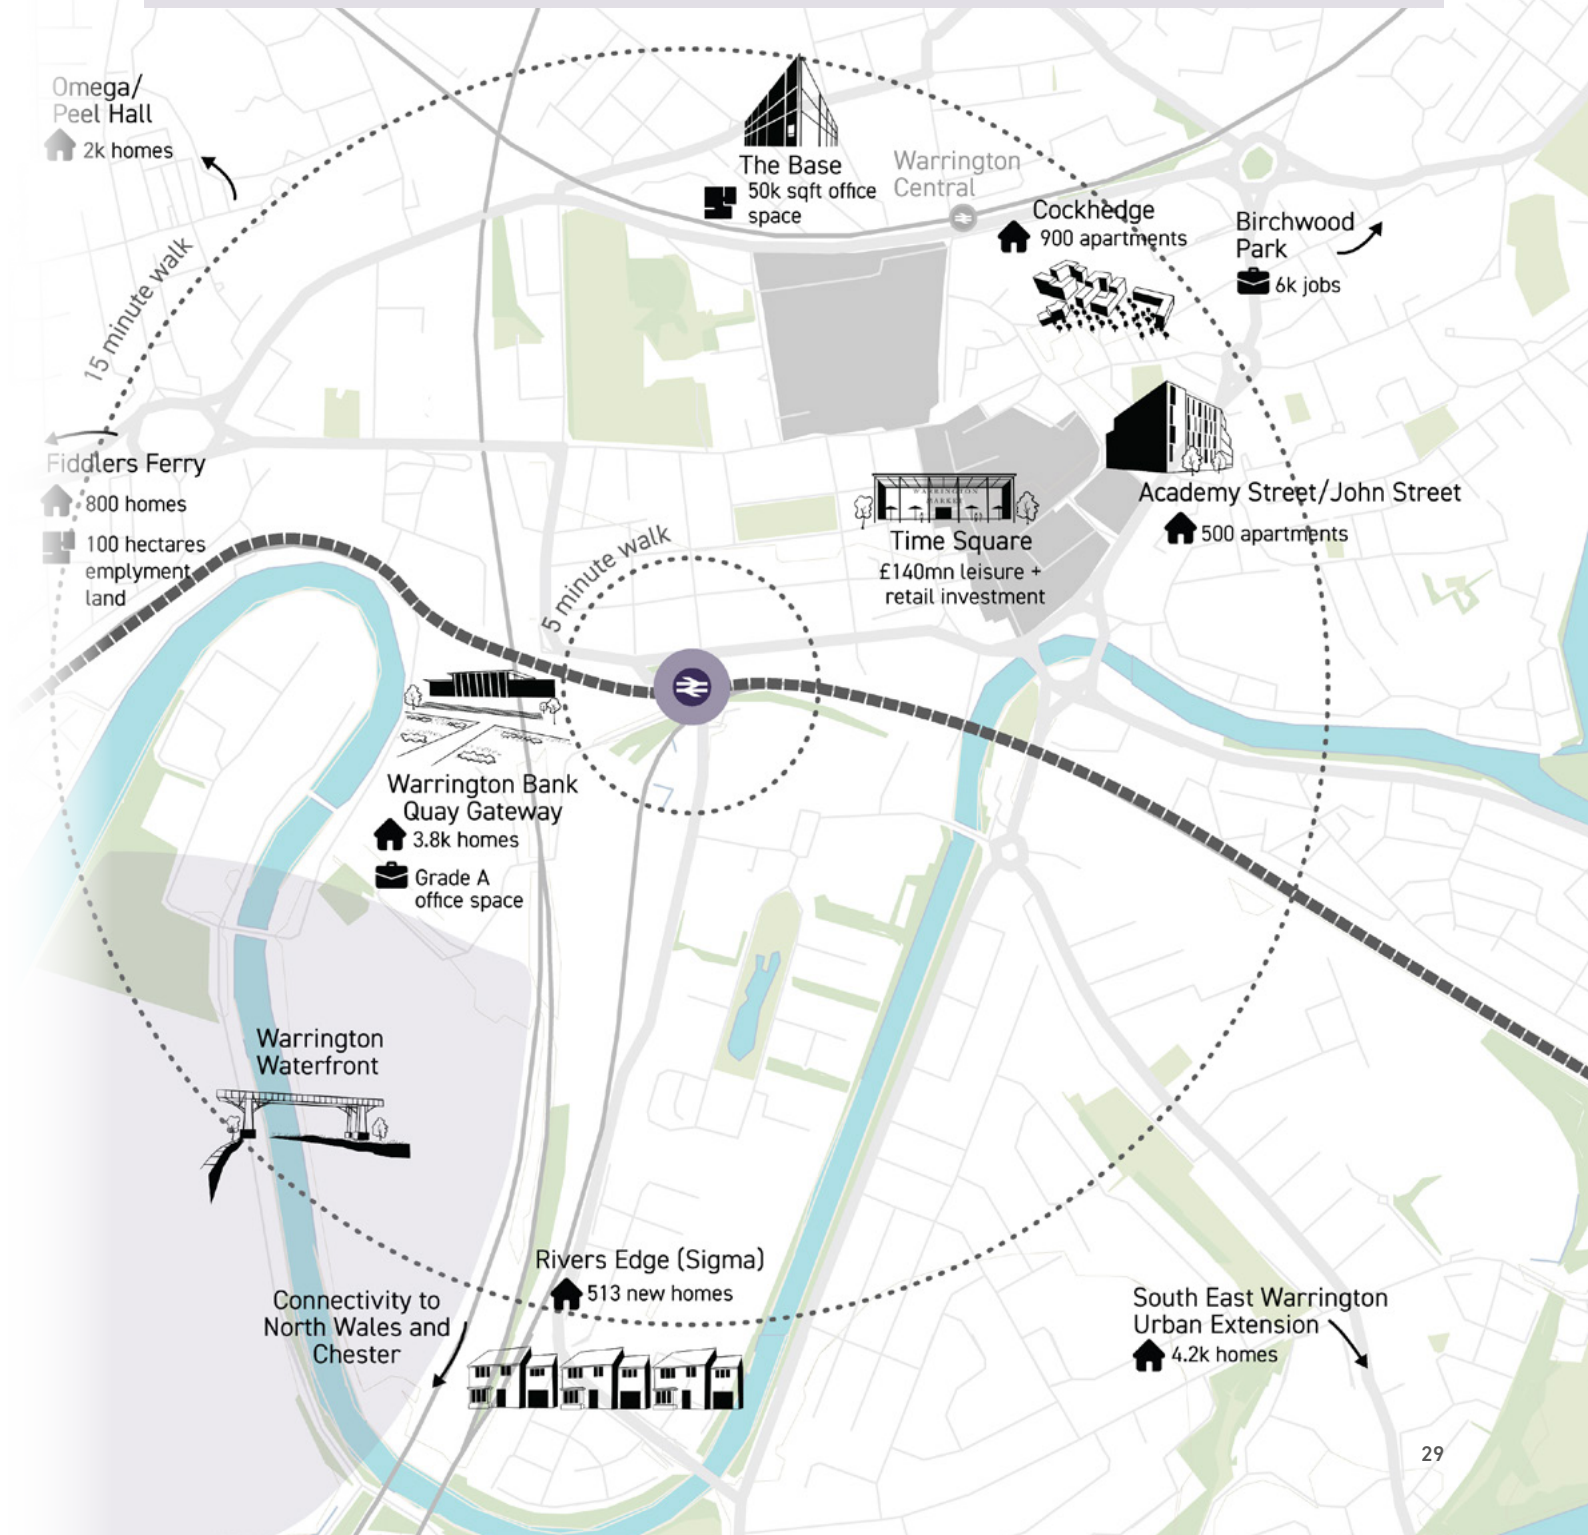 Omega/
Peel Hall
2k homes
15 minute walk
The Base
50k sqft office
space
Warrington
Central
Cockhedge
900 apartments
Birchwood
Park
6k jobs
Fiddlers Ferry
800 homes
100 hectares
emplyment
land
5 minute walk
WARRINGTON
MARKET
Time Square
£140mn leisure +
retail investment
Academy Street/John Street
500 apartments
Warrington Bank
Quay Gateway
3.8k homes
Grade A
office space
Warrington
Waterfront
Connectivity to
North Wales and
Chester
Rivers Edge (Sigma)
513 new homes
South East Warrington
Urban Extension
4.2k homes
29